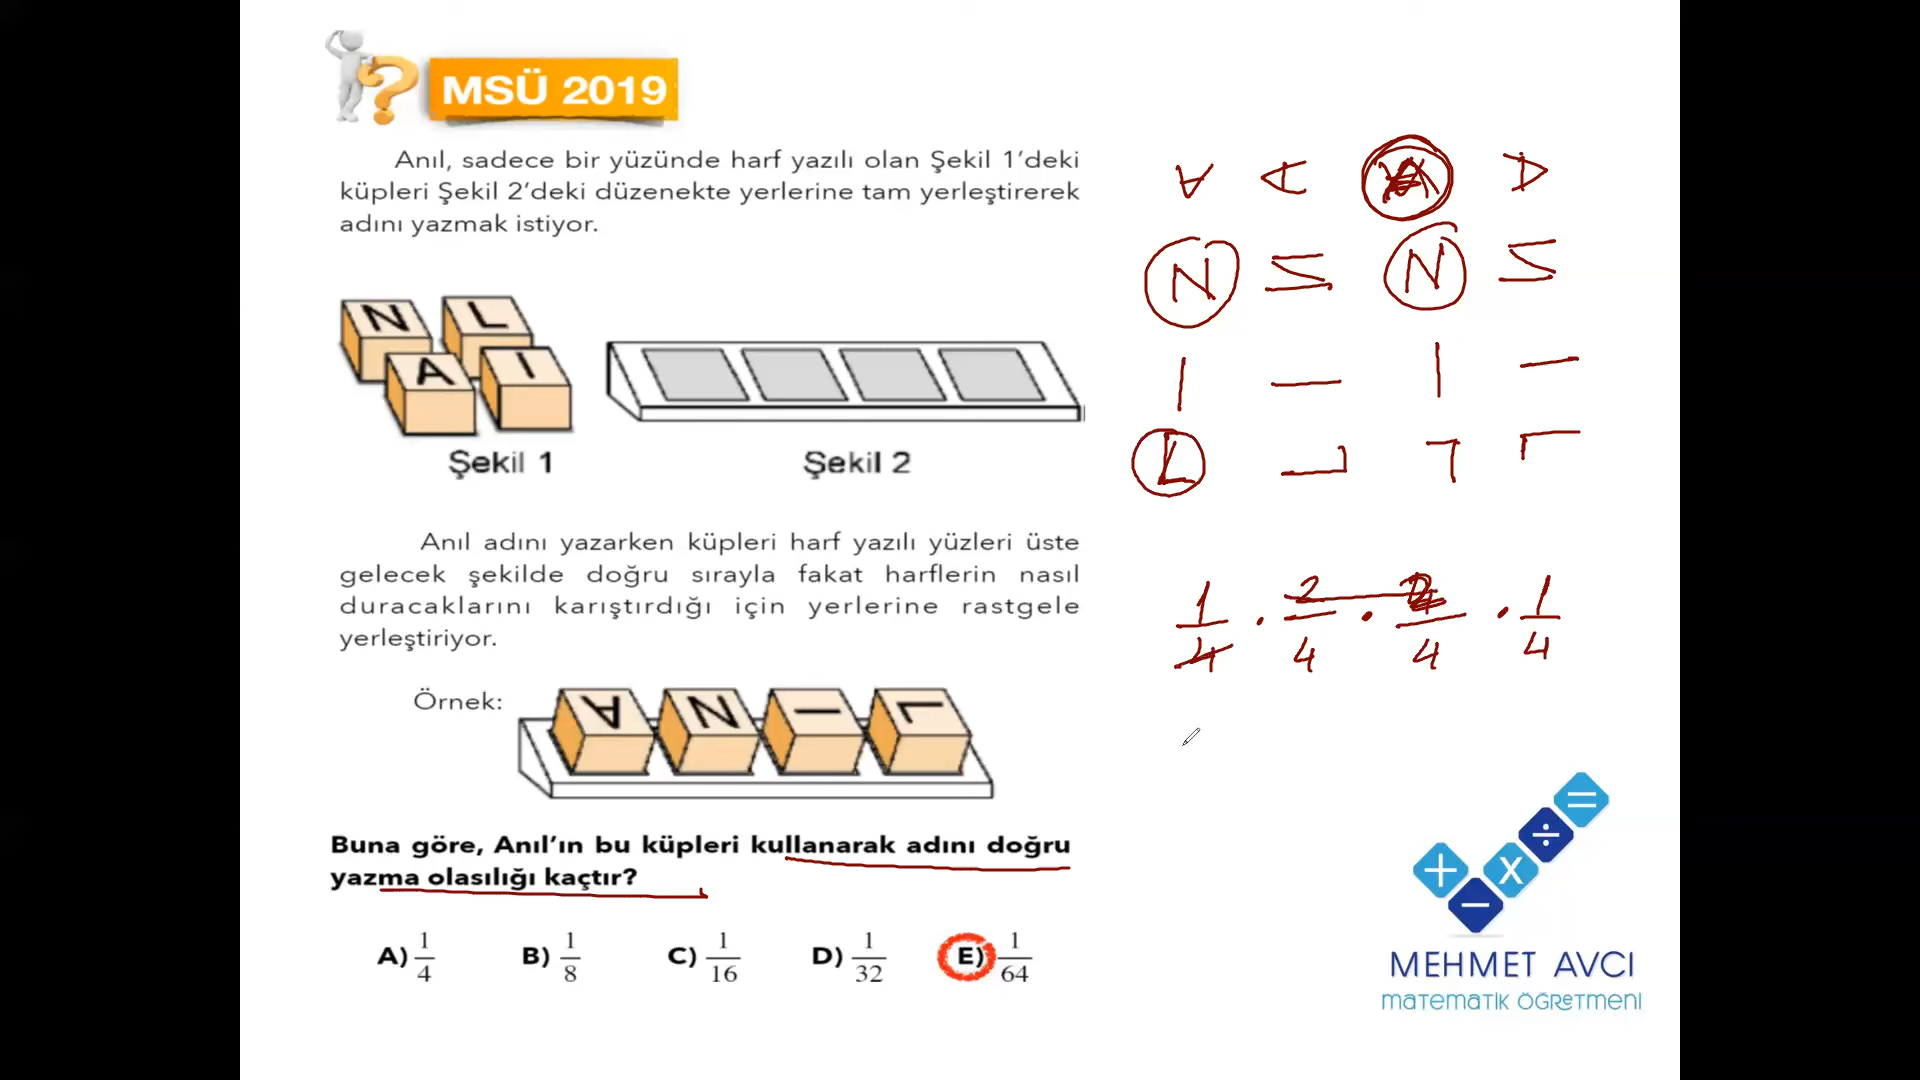 MSÜ 2019
Anıl, sadece bir yüzünde harf yazılı olan Şekil 1'deki
küpleri Şekil 2'deki düzenekte yerlerine tam yerleştirerek
adını yazmak istiyor.
N L
A I
Şekil 1
Şekil 2
Anıl adını yazarken küpleri harf yazılı yüzleri üste
gelecek şekilde doğru sırayla fakat harflerin nasıl
duracaklarını karıştırdığı için yerlerine rastgele
yerleştiriyor.
Örnek:
A N I L
Buna göre, Anıl'ın bu küpleri kullanarak adını doğru
yazma olasılığı kaçtır?
A) 1/4 B) 1/8 C) 1/16 D) 1/32 E) 1/64
A A A A
N N N N
I I I I
L L L L
1/4 · 2/4 · 2/4 · 1/4
+ − x ÷ =
MEHMET AVCI
MATEMATİK ÖĞRETMENİ